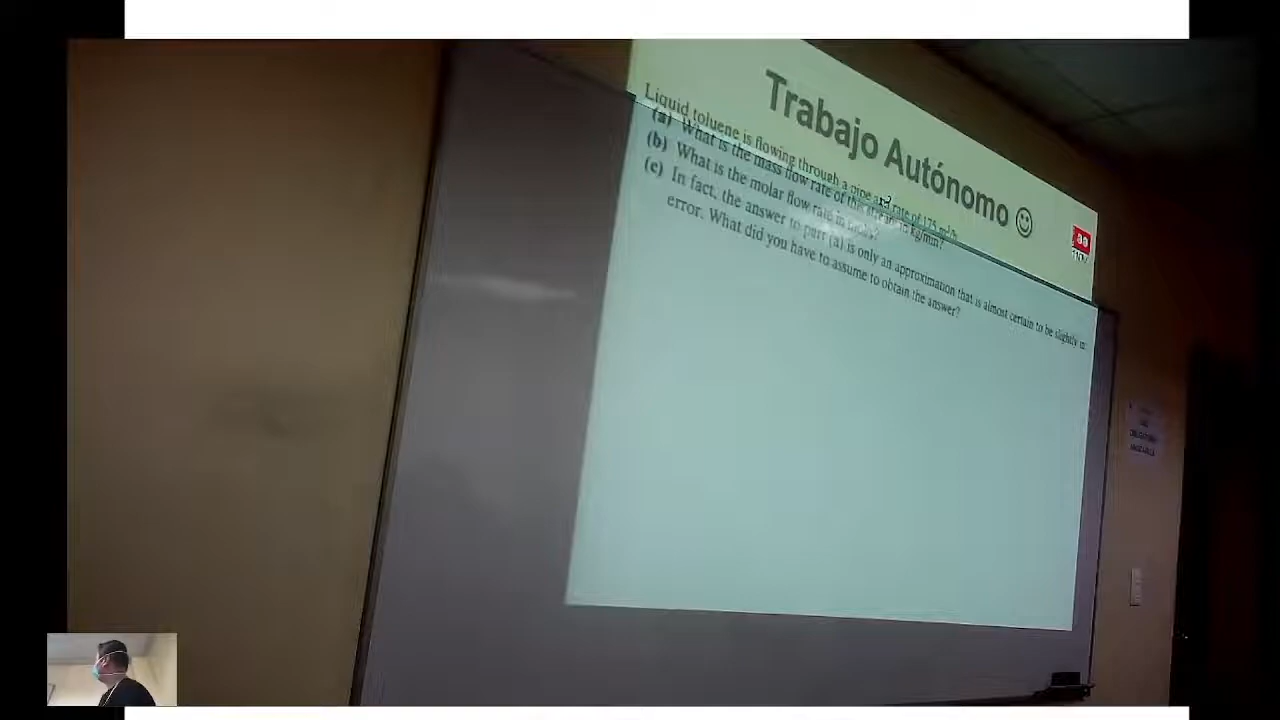 Trabajo Autónomo ☺
Liquid toluene is flowing through a pipe at a rate of 175 m³/h
(a) What is the mass flow rate of this stream in kg/min?
(b) What is the molar flow rate in mol/s?
(c) In fact, the answer to part (a) is only an approximation that is almost certain to be slightly in
error. What did you have to assume to obtain the answer?